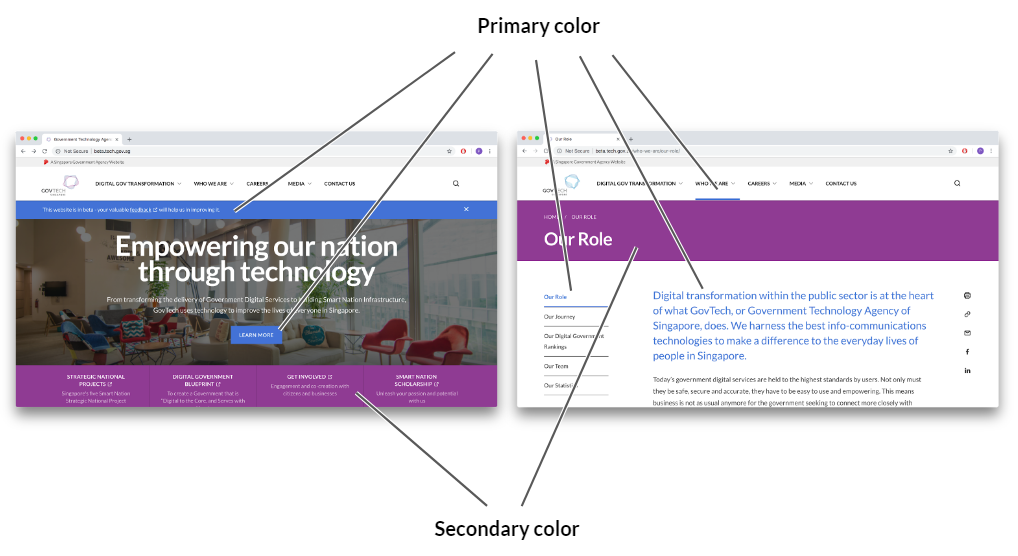 Primary color
Government Technology Agen
Not Secure | beta.tech.gov.sg
A Singapore Government Agency Website
GOVTECH
SINGAPORE
DIGITAL GOV TRANSFORMATION
WHO WE ARE
CAREERS
MEDIA
CONTACT US
This website is in beta - your valuable feedback will help us in improving it.
Empowering our nation
through technology
From transforming the delivery of Government Digital Services to building Smart Nation Infrastructure,
GovTech uses technology to improve the lives of everyone in Singapore.
LEARN MORE
STRATEGIC NATIONAL
PROJECTS
Singapore's five Smart Nation
Strategic National Project
DIGITAL GOVERNMENT
BLUEPRINT
To create a Government that is
"Digital to the Core, and Serves with
GET INVOLVED
Engagement and co-creation with
citizen and businesses
SMART NATION
SCHOLARSHIP
Unleash your passion and potential
with us
Our Role
Not Secure | beta.tech.gov.sg/who-we-are/our-role/
A Singapore Government Agency Website
GOVTECH
SINGAPORE
DIGITAL GOV TRANSFORMATION
WHO WE ARE
CAREERS
MEDIA
CONTACT US
HOME / OUR ROLE
Our Role
Our Role
Our Journey
Our Digital Government
Rankings
Our Team
Our Statistics
Digital transformation within the public sector is at the heart
of what GovTech, or Government Technology Agency of
Singapore, does. We harness the best info-communications
technologies to make a difference to the everyday lives of
people in Singapore.
Today's government digital services are held to the highest standards by users. Not only must
they be safe, secure and accurate, they have to be easy to use and empowering. This means
business is not as usual anymore for the government seeking to connect more closely with
Secondary color